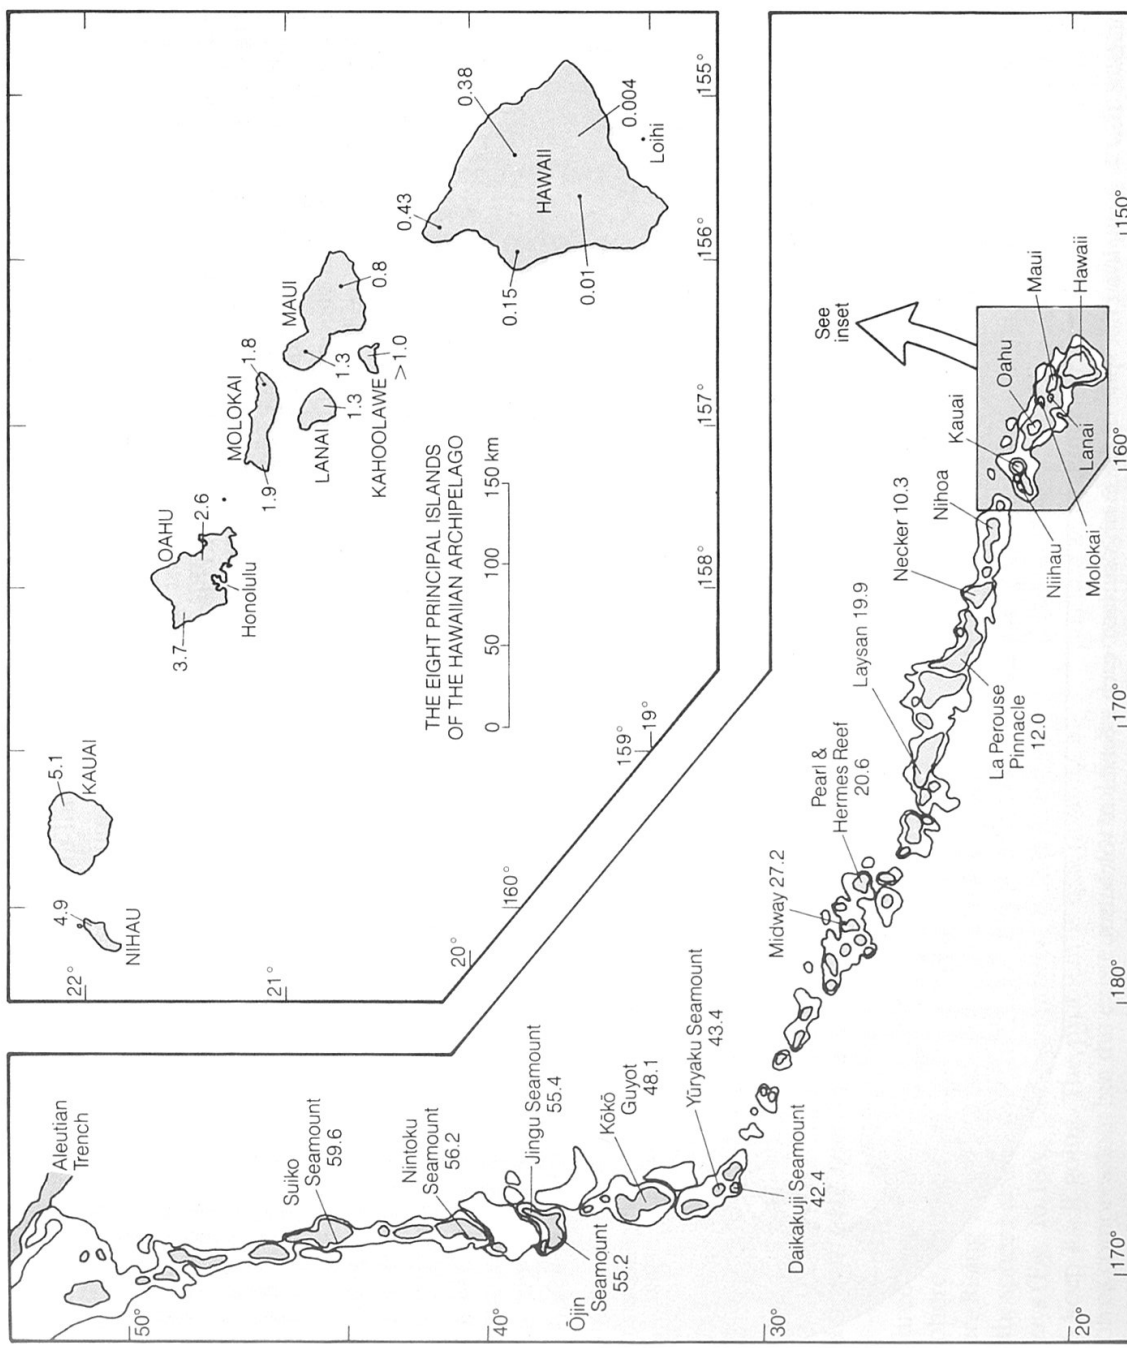 Aleutian
Trench
Suiko
Seamount
59.6
Nintoku
Seamount
56.2
Jingu Seamount
55.4
Ōjin
Seamount
55.2
Kōkō
Guyot
48.1
Yūryaku Seamount
43.4
Daikakuji Seamount
42.4
Midway 27.2
Pearl &
Hermes Reef
20.6
Laysan 19.9
La Perouse
Pinnacle
12.0
Necker 10.3
Nihoa
Kauai
Niihau
Oahu
Molokai
Lanai
Maui
Hawaii
See
inset
50°
40°
30°
20°
170°
180°
170°
160°
150°
NIHAU
4.9
KAUAI
5.1
OAHU
3.7
2.6
Honolulu
MOLOKAI
1.9
1.8
LANAI
1.3
MAUI
1.3
0.8
KAHOOLAWE
>1.0
HAWAII
0.43
0.38
0.15
0.01
0.004
Loihi
THE EIGHT PRINCIPAL ISLANDS
OF THE HAWAIIAN ARCHIPELAGO
0 50 100 150 km
22°
21°
20°
19°
160°
159°
158°
157°
156°
155°